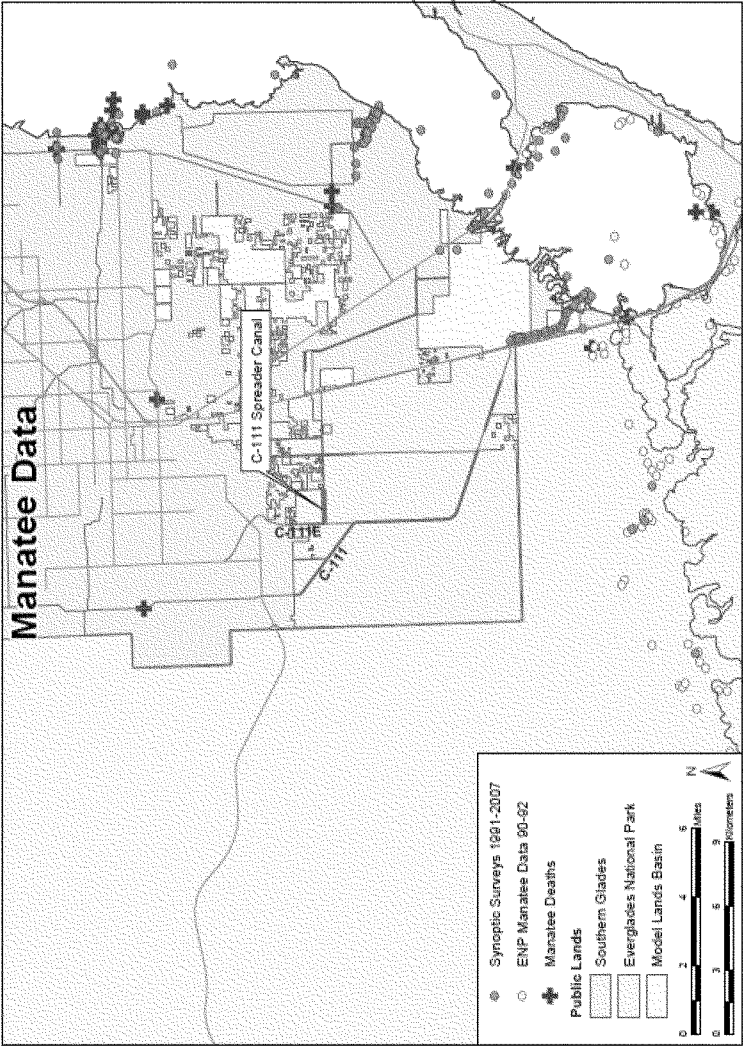 Manatee Data
C-111 Spreader Canal
C-111E
C-111
Synoptic Surveys 1991-2007
ENP Manatee Data 90-92
Manatee Deaths
Public Lands
Southern Glades
Everglades National Park
Model Lands Basin
N
0 2 4 6 Miles
0 3 6 9 Kilometers